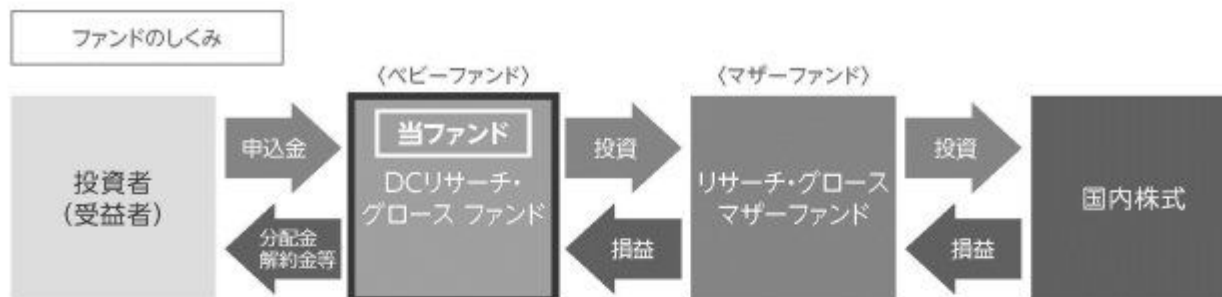 ファンドのしくみ
〈ベビーファンド〉
〈マザーファンド〉
投資者
（受益者）
申込金
分配金
解約金等
当ファンド
DCリサーチ・
グロース ファンド
投資
損益
リサーチ・グロース
マザーファンド
投資
損益
国内株式